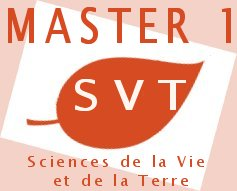 MASTER 1
SVT
Sciences de la Vie
et de la Terre